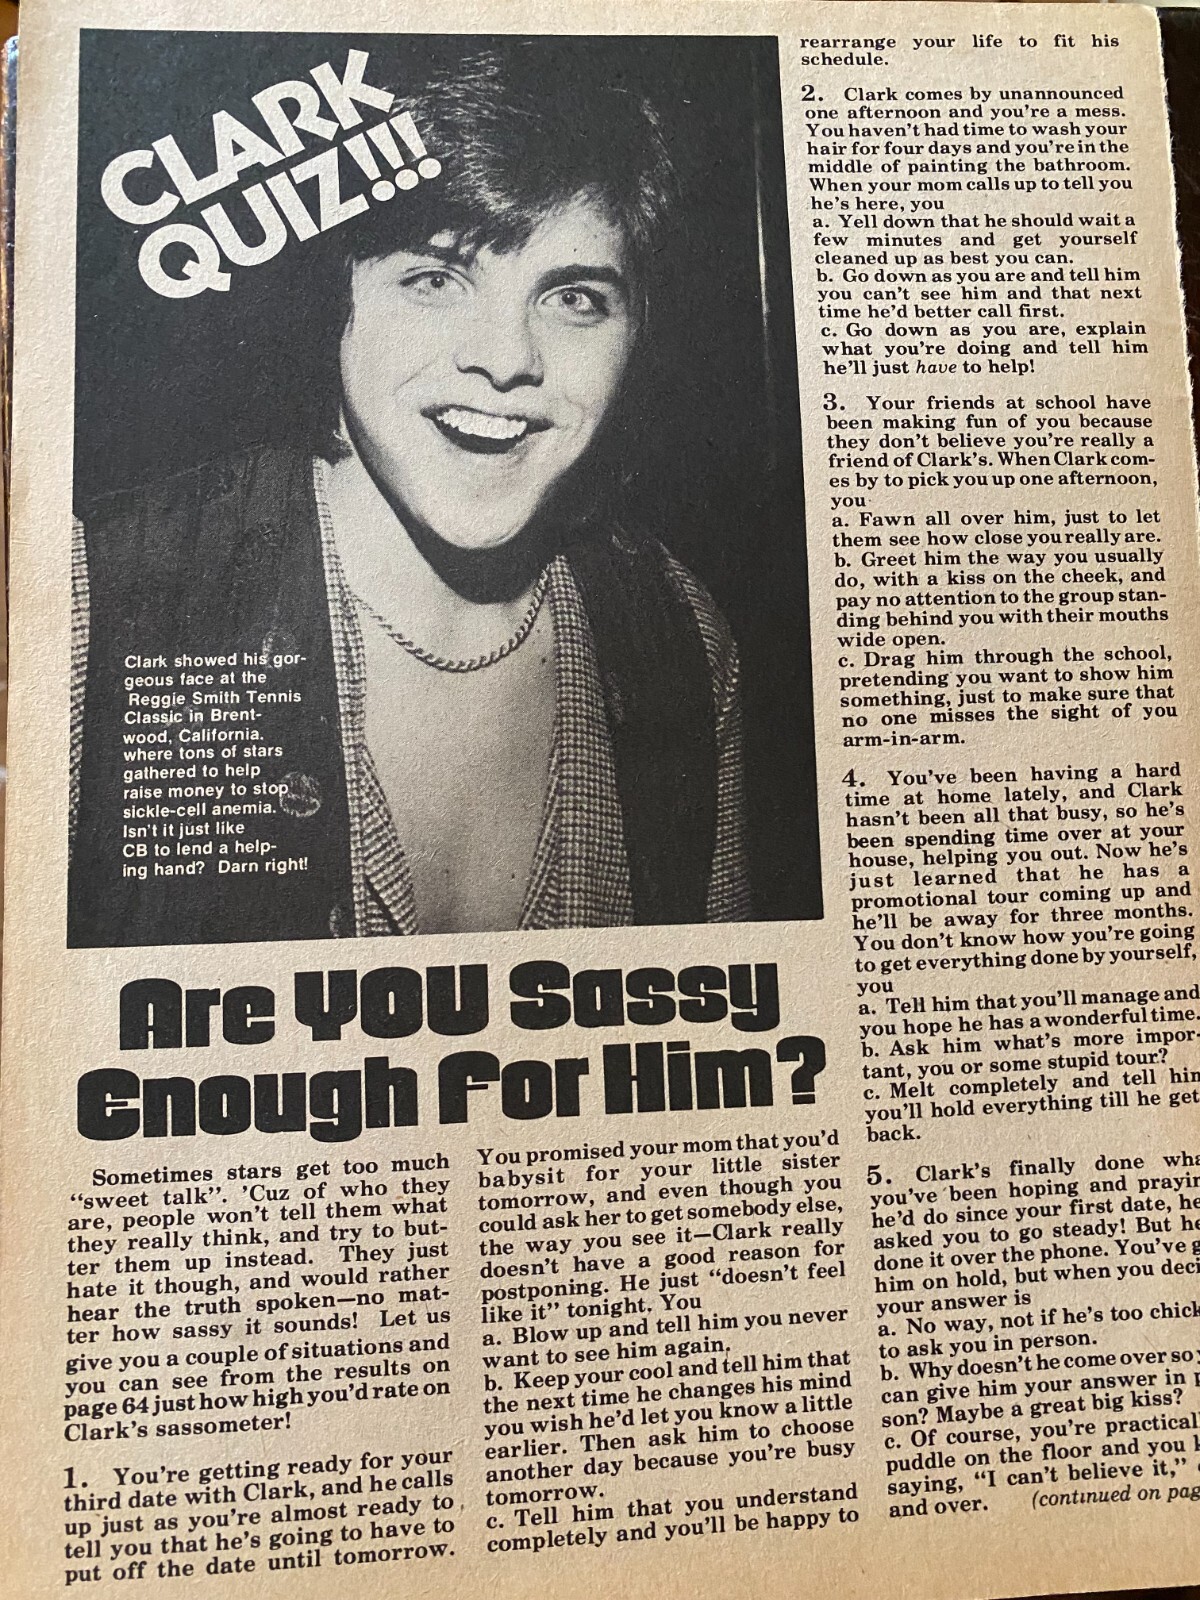 CLARK
QUIZ!!!
Clark showed his gor-
geous face at the
Reggie Smith Tennis
Classic in Brent-
wood, California.
where tons of stars
gathered to help
raise money to stop
sickle-cell anemia.
Isn't it just like
CB to lend a help-
ing hand? Darn right!
Are YOU Sassy
Enough For Him?
Sometimes stars get too much
"sweet talk". 'Cuz of who they
are, people won't tell them what
they really think, and try to but-
ter them up instead. They just
hate it though, and would rather
hear the truth spoken—no mat-
ter how sassy it sounds! Let us
give you a couple of situations and
you can see from the results on
page 64 just how high you'd rate on
Clark's sassometer!
1. You're getting ready for your
third date with Clark, and he calls
up just as you're almost ready to
tell you that he's going to have to
put off the date until tomorrow.
You promised your mom that you'd
babysit for your little sister
tomorrow, and even though you
could ask her to get somebody else,
the way you see it—Clark really
doesn't have a good reason for
postponing. He just "doesn't feel
like it" tonight. You
a. Blow up and tell him you never
want to see him again.
b. Keep your cool and tell him that
the next time he changes his mind
you wish he'd let you know a little
earlier. Then ask him to choose
another day because you're busy
tomorrow.
c. Tell him that you understand
completely and you'll be happy to
rearrange your life to fit his
schedule.
2. Clark comes by unannounced
one afternoon and you're a mess.
You haven't had time to wash your
hair for four days and you're in the
middle of painting the bathroom.
When your mom calls up to tell you
he's here, you
a. Yell down that he should wait a
few minutes and get yourself
cleaned up as best you can.
b. Go down as you are and tell him
you can't see him and that next
time he'd better call first.
c. Go down as you are, explain
what you're doing and tell him
he'll just have to help!
3. Your friends at school have
been making fun of you because
they don't believe you're really a
friend of Clark's. When Clark com-
es by to pick you up one afternoon,
you
a. Fawn all over him, just to let
them see how close you really are.
b. Greet him the way you usually
do, with a kiss on the cheek, and
pay no attention to the group stan-
ding behind you with their mouths
wide open.
c. Drag him through the school,
pretending you want to show him
something, just to make sure that
no one misses the sight of you
arm-in-arm.
4. You've been having a hard
time at home lately, and Clark
hasn't been all that busy, so he's
been spending time over at your
house, helping you out. Now he's
just learned that he has a
promotional tour coming up and
he'll be away for three months.
You don't know how you're going
to get everything done by yourself,
you
a. Tell him that you'll manage and
you hope he has a wonderful time.
b. Ask him what's more impor-
tant, you or some stupid tour?
c. Melt completely and tell him
you'll hold everything till he get
back.
5. Clark's finally done wha
you've been hoping and prayin
he'd do since your first date, he
asked you to go steady! But he
done it over the phone. You've g
him on hold, but when you deci
your answer is
a. No way, not if he's too chick
to ask you in person.
b. Why doesn't he come over so y
can give him your answer in p
son? Maybe a great big kiss?
c. Of course, you're practical
puddle on the floor and you k
saying, "I can't believe it,"
and over. (continued on pag